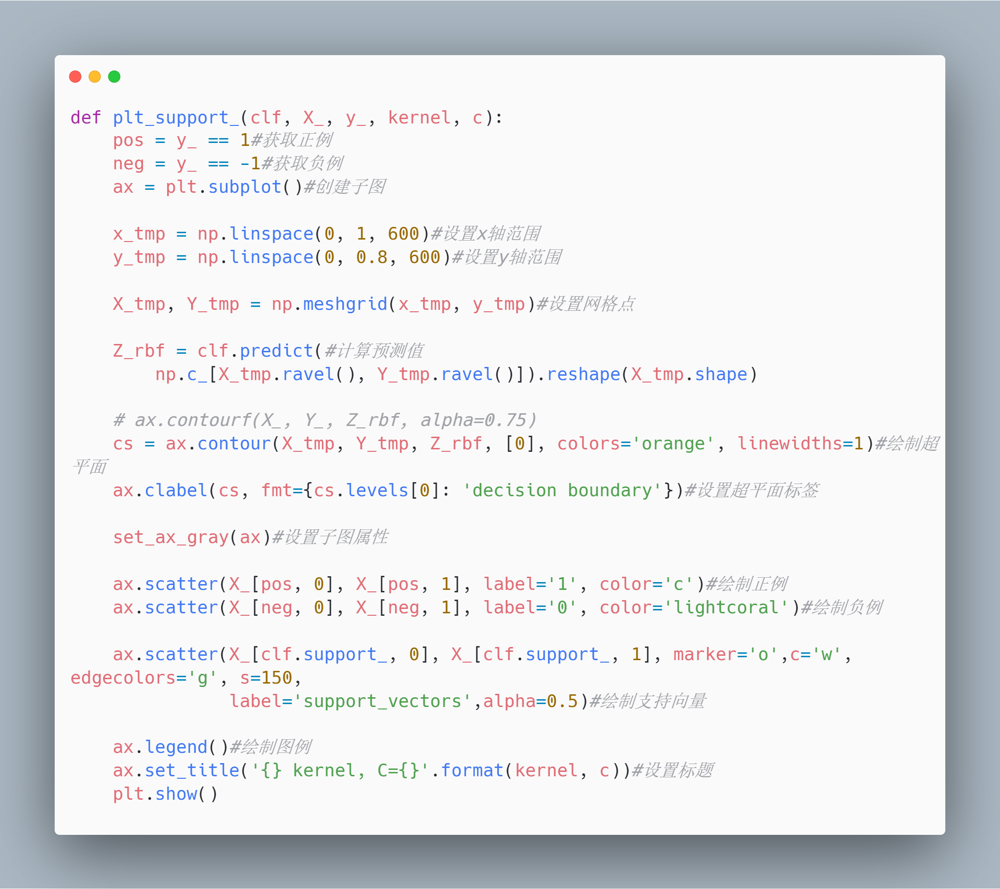 def plt_support_(clf, X_, y_, kernel, c):
    pos = y_ == 1#获取正例
    neg = y_ == -1#获取负例
    ax = plt.subplot()#创建子图
    x_tmp = np.linspace(0, 1, 600)#设置x轴范围
    y_tmp = np.linspace(0, 0.8, 600)#设置y轴范围
    X_tmp, Y_tmp = np.meshgrid(x_tmp, y_tmp)#设置网格点
    Z_rbf = clf.predict(#计算预测值
        np.c_[X_tmp.ravel(), Y_tmp.ravel()]).reshape(X_tmp.shape)
    # ax.contourf(X_, Y_, Z_rbf, alpha=0.75)
    cs = ax.contour(X_tmp, Y_tmp, Z_rbf, [0], colors='orange', linewidths=1)#绘制超
平面
    ax.clabel(cs, fmt={cs.levels[0]: 'decision boundary'})#设置超平面标签
    set_ax_gray(ax)#设置子图属性
    ax.scatter(X_[pos, 0], X_[pos, 1], label='1', color='c')#绘制正例
    ax.scatter(X_[neg, 0], X_[neg, 1], label='0', color='lightcoral')#绘制负例
    ax.scatter(X_[clf.support_, 0], X_[clf.support_, 1], marker='o',c='w',
edgecolors='g', s=150,
               label='support_vectors',alpha=0.5)#绘制支持向量
    ax.legend()#绘制图例
    ax.set_title('{} kernel, C={}'.format(kernel, c))#设置标题
    plt.show()